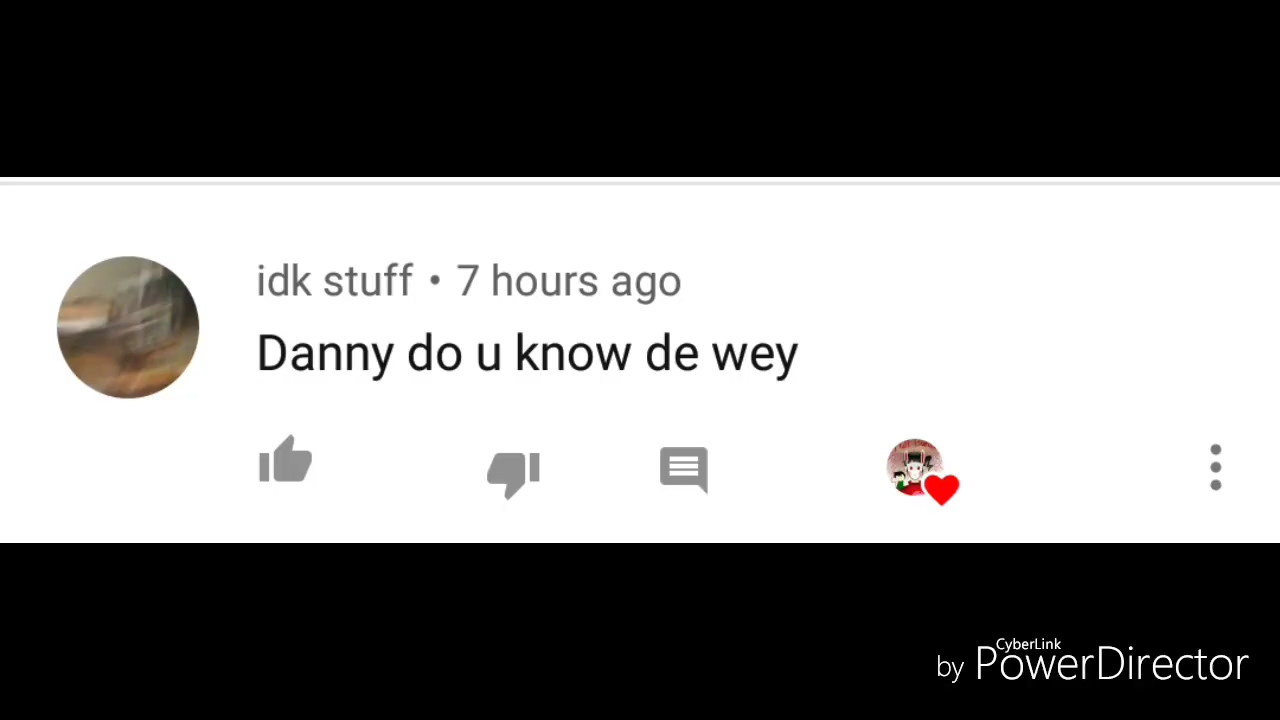 idk stuff • 7 hours ago
Danny do u know de wey
CyberLink
by PowerDirector